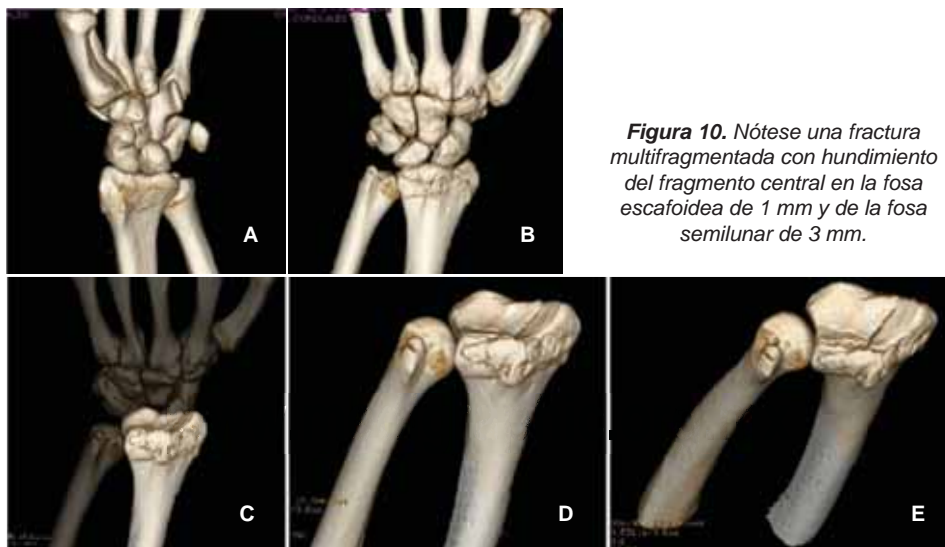 Figura 10. Nótese una fractura
multifragmentada con hundimiento
del fragmento central en la fosa
escafoidea de 1 mm y de la fosa
semilunar de 3 mm.
A
B
C
D
E